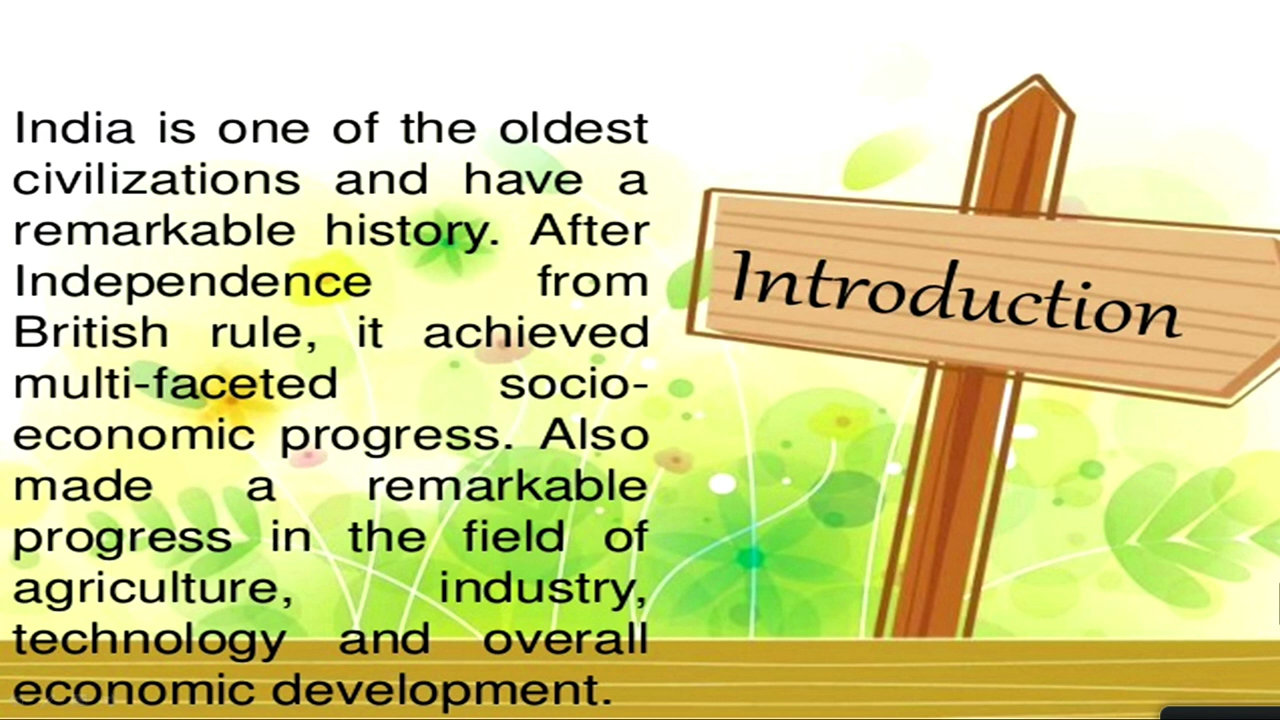 India is one of the oldest
civilizations and have a
remarkable history. After
Independence from
British rule, it achieved
multi-faceted socio-
economic progress. Also
made a remarkable
progress in the field of
agriculture, industry,
technology and overall
economic development.
Introduction